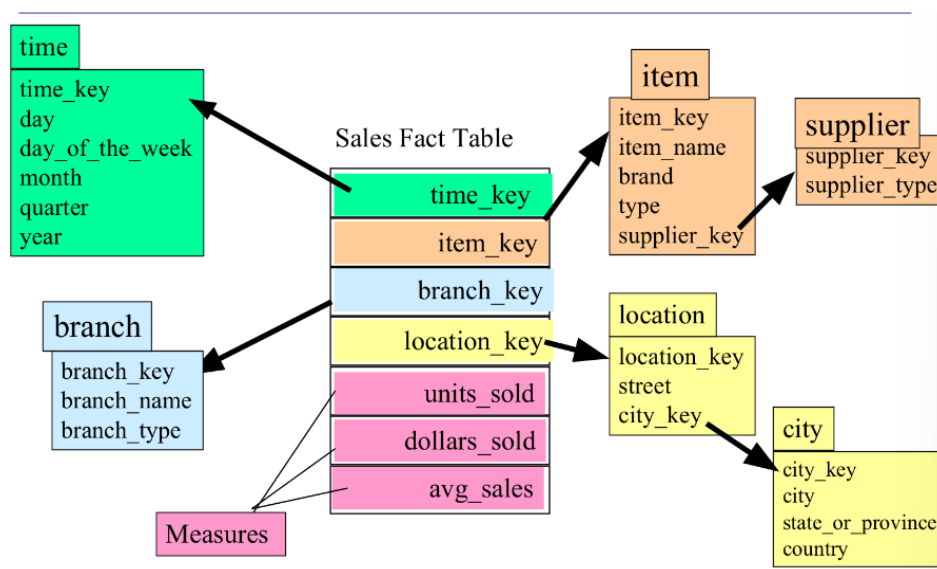 time
time_key
day
day_of_the_week
month
quarter
year
Sales Fact Table
time_key
item_key
branch_key
location_key
units_sold
dollars_sold
avg_sales
Measures
branch
branch_key
branch_name
branch_type
item
item_key
item_name
brand
type
supplier_key
supplier
supplier_key
supplier_type
location
location_key
street
city_key
city
city_key
city
state_or_province
country